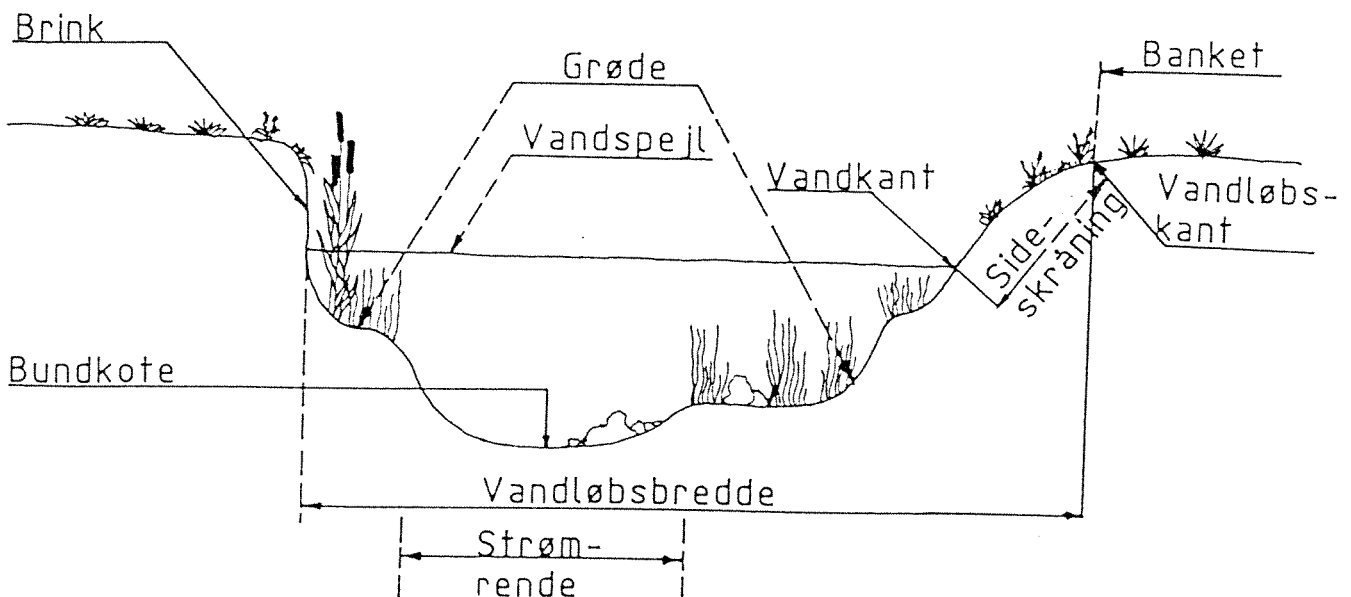 Brink
Banket
Grøde
Vandspejl
Vandkant
Vandløbs-
kant
Side-
skråning
Bundkote
Vandløbsbredde
Strøm-
rende